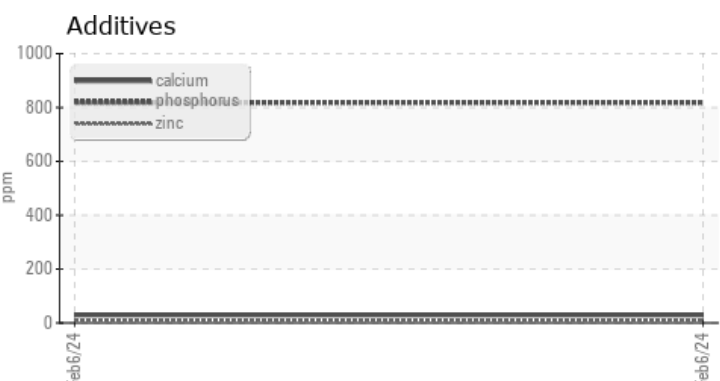 Additives
1000
800
600
400
200
0
ppm
calcium
phosphorus
zinc
eb6/24
eb6/24